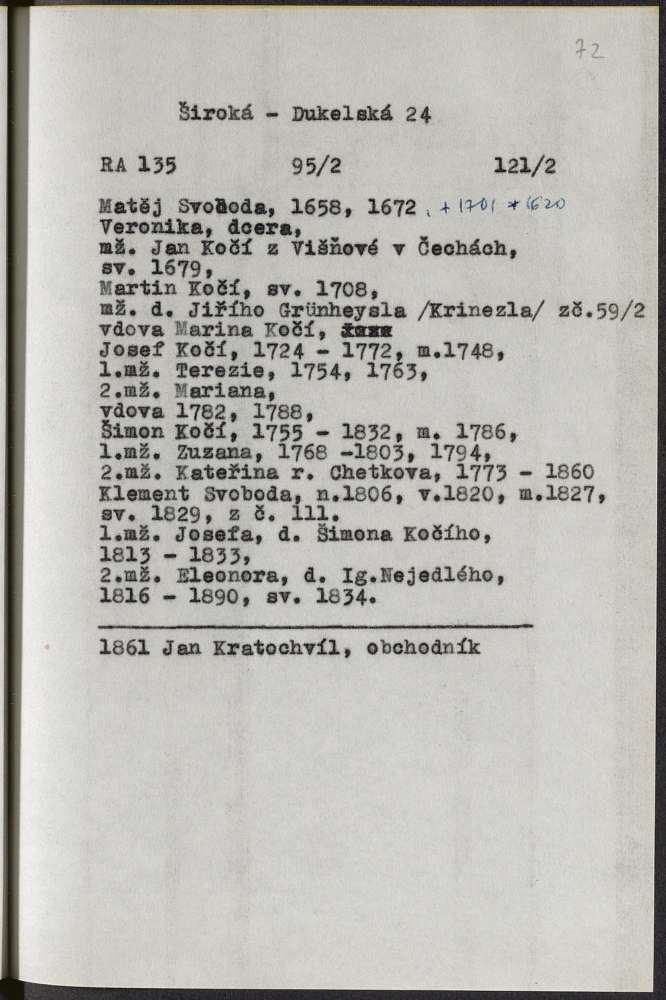 72
Široká - Dukelská 24
RA 135 95/2 121/2
Matěj Svoboda, 1658, 1672, + 1701 * 1620
Veronika, dcera,
mž. Jan Kočí z Višňové v Čechách,
sv. 1679,
Martin Kočí, sv. 1708,
mž. d. Jiřího Grünheysla /Krinezla/ zč.59/2
vdova Marina Kočí,
Josef Kočí, 1724 - 1772, m.1748,
1.mž. Terezie, 1754, 1763,
2.mž. Mariana,
vdova 1782, 1788,
Šimon Kočí, 1755 - 1832, m. 1786,
1.mž. Zuzana, 1768 -1803, 1794,
2.mž. Kateřina r. Chetkova, 1773 - 1860
Klement Svoboda, n.1806, v.1820, m.1827,
sv. 1829, z č. 111.
1.mž. Josefa, d. Šimona Kočího,
1813 - 1833,
2.mž. Eleonora, d. Ig.Nejedlého,
1816 - 1890, sv. 1834.
1861 Jan Kratochvíl, obchodník